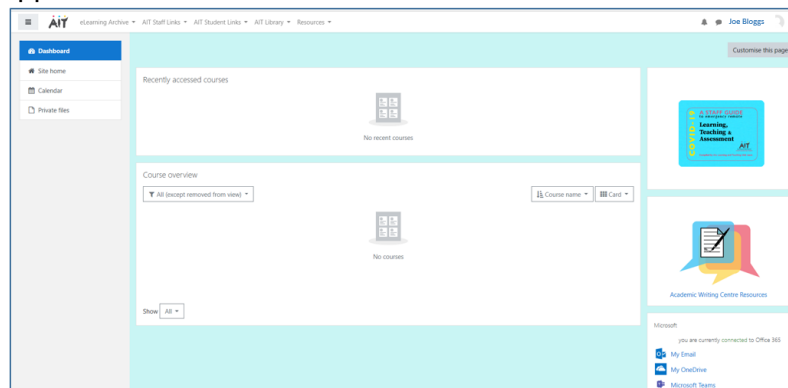 AIT eLearning Archive AIT Staff Links AIT Student Links AIT Library Resources Joe Bloggs
Customise this page
Dashboard
Site home
Calendar
Private files
Recently accessed courses
No recent courses
Course overview
All (except removed from view)
Course name
Card
No courses
Show All
COVID-19
A STAFF GUIDE
Learning,
Teaching &
Assessment
AIT
Academic Writing Centre Resources
Microsoft
you are currently connected to Office 365
My Email
My OneDrive
Microsoft Teams